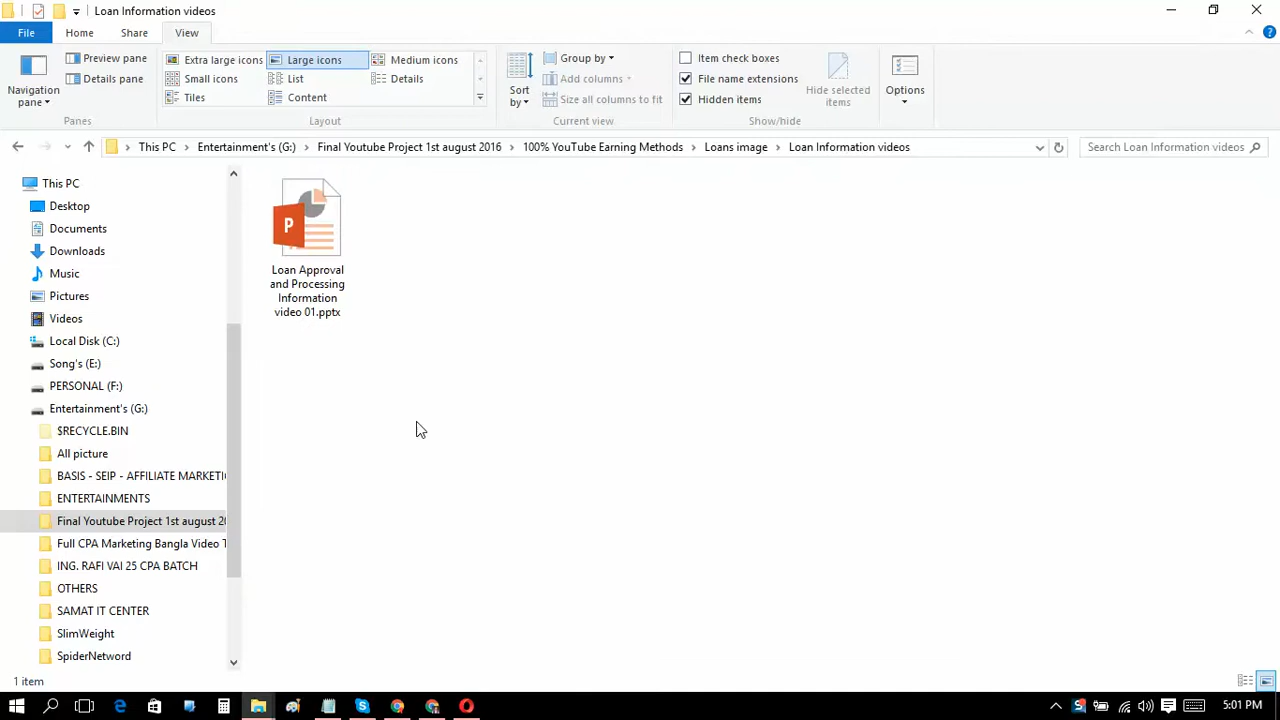 Loan Information videos
File Home Share View
Preview pane
Details pane
Navigation pane
Panes
Extra large icons Large icons Medium icons
Small icons List Details
Tiles Content
Layout
Sort by
Group by
Add columns
Size all columns to fit
Current view
Item check boxes
File name extensions
Hidden items
Hide selected items
Show/hide
Options
This PC Entertainment's (G:) Final Youtube Project 1st august 2016 100% YouTube Earning Methods Loans image Loan Information videos
Search Loan Information videos
This PC
Desktop
Documents
Downloads
Music
Pictures
Videos
Local Disk (C:)
Song's (E:)
PERSONAL (F:)
Entertainment's (G:)
$RECYCLE.BIN
All picture
BASIS - SEIP - AFFILIATE MARKETI
ENTERTAINMENTS
Final Youtube Project 1st august 20
Full CPA Marketing Bangla Video T
ING. RAFI VAI 25 CPA BATCH
OTHERS
SAMAT IT CENTER
SlimWeight
SpiderNetword
P
Loan Approval
and Processing
Information
video 01.pptx
1 item
5:01 PM